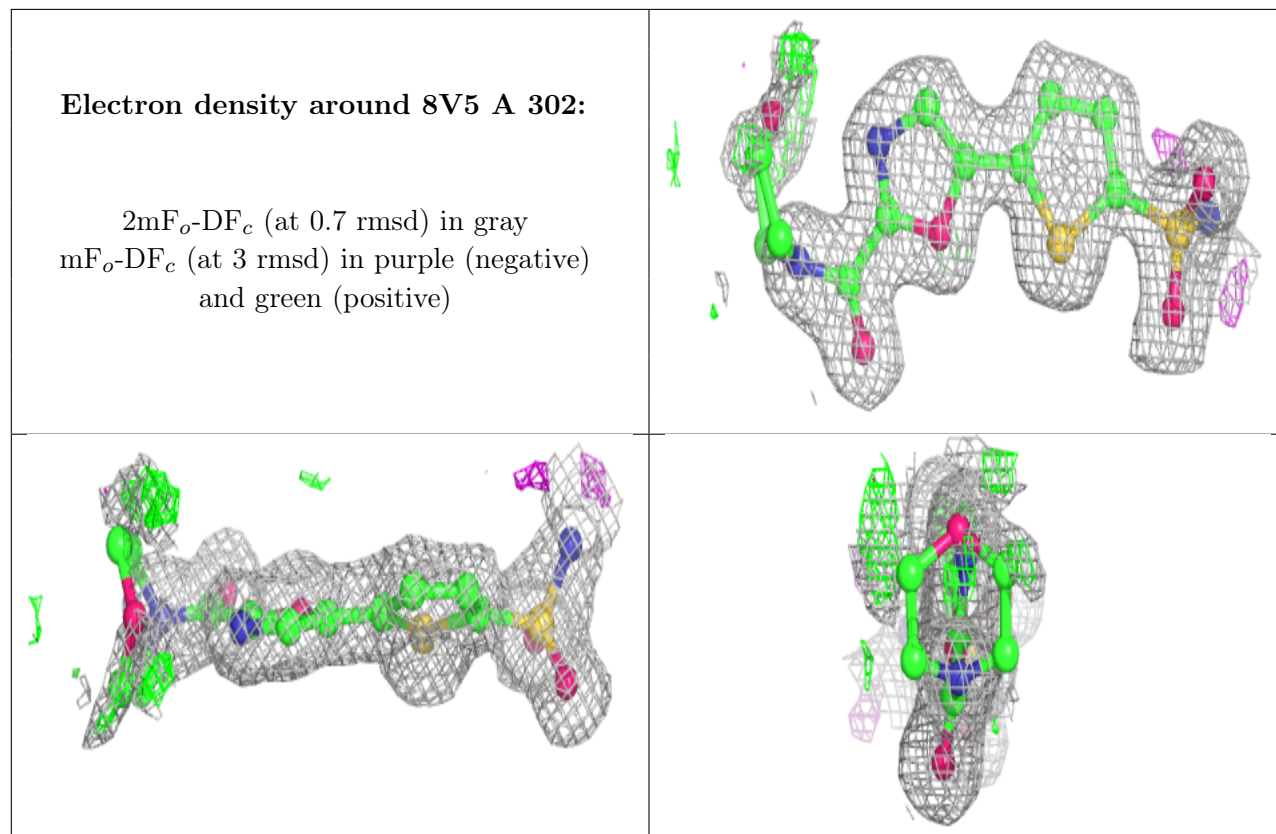 Electron density around 8V5 A 302:
2mFo-DFc (at 0.7 rmsd) in gray
mFo-DFc (at 3 rmsd) in purple (negative)
and green (positive)